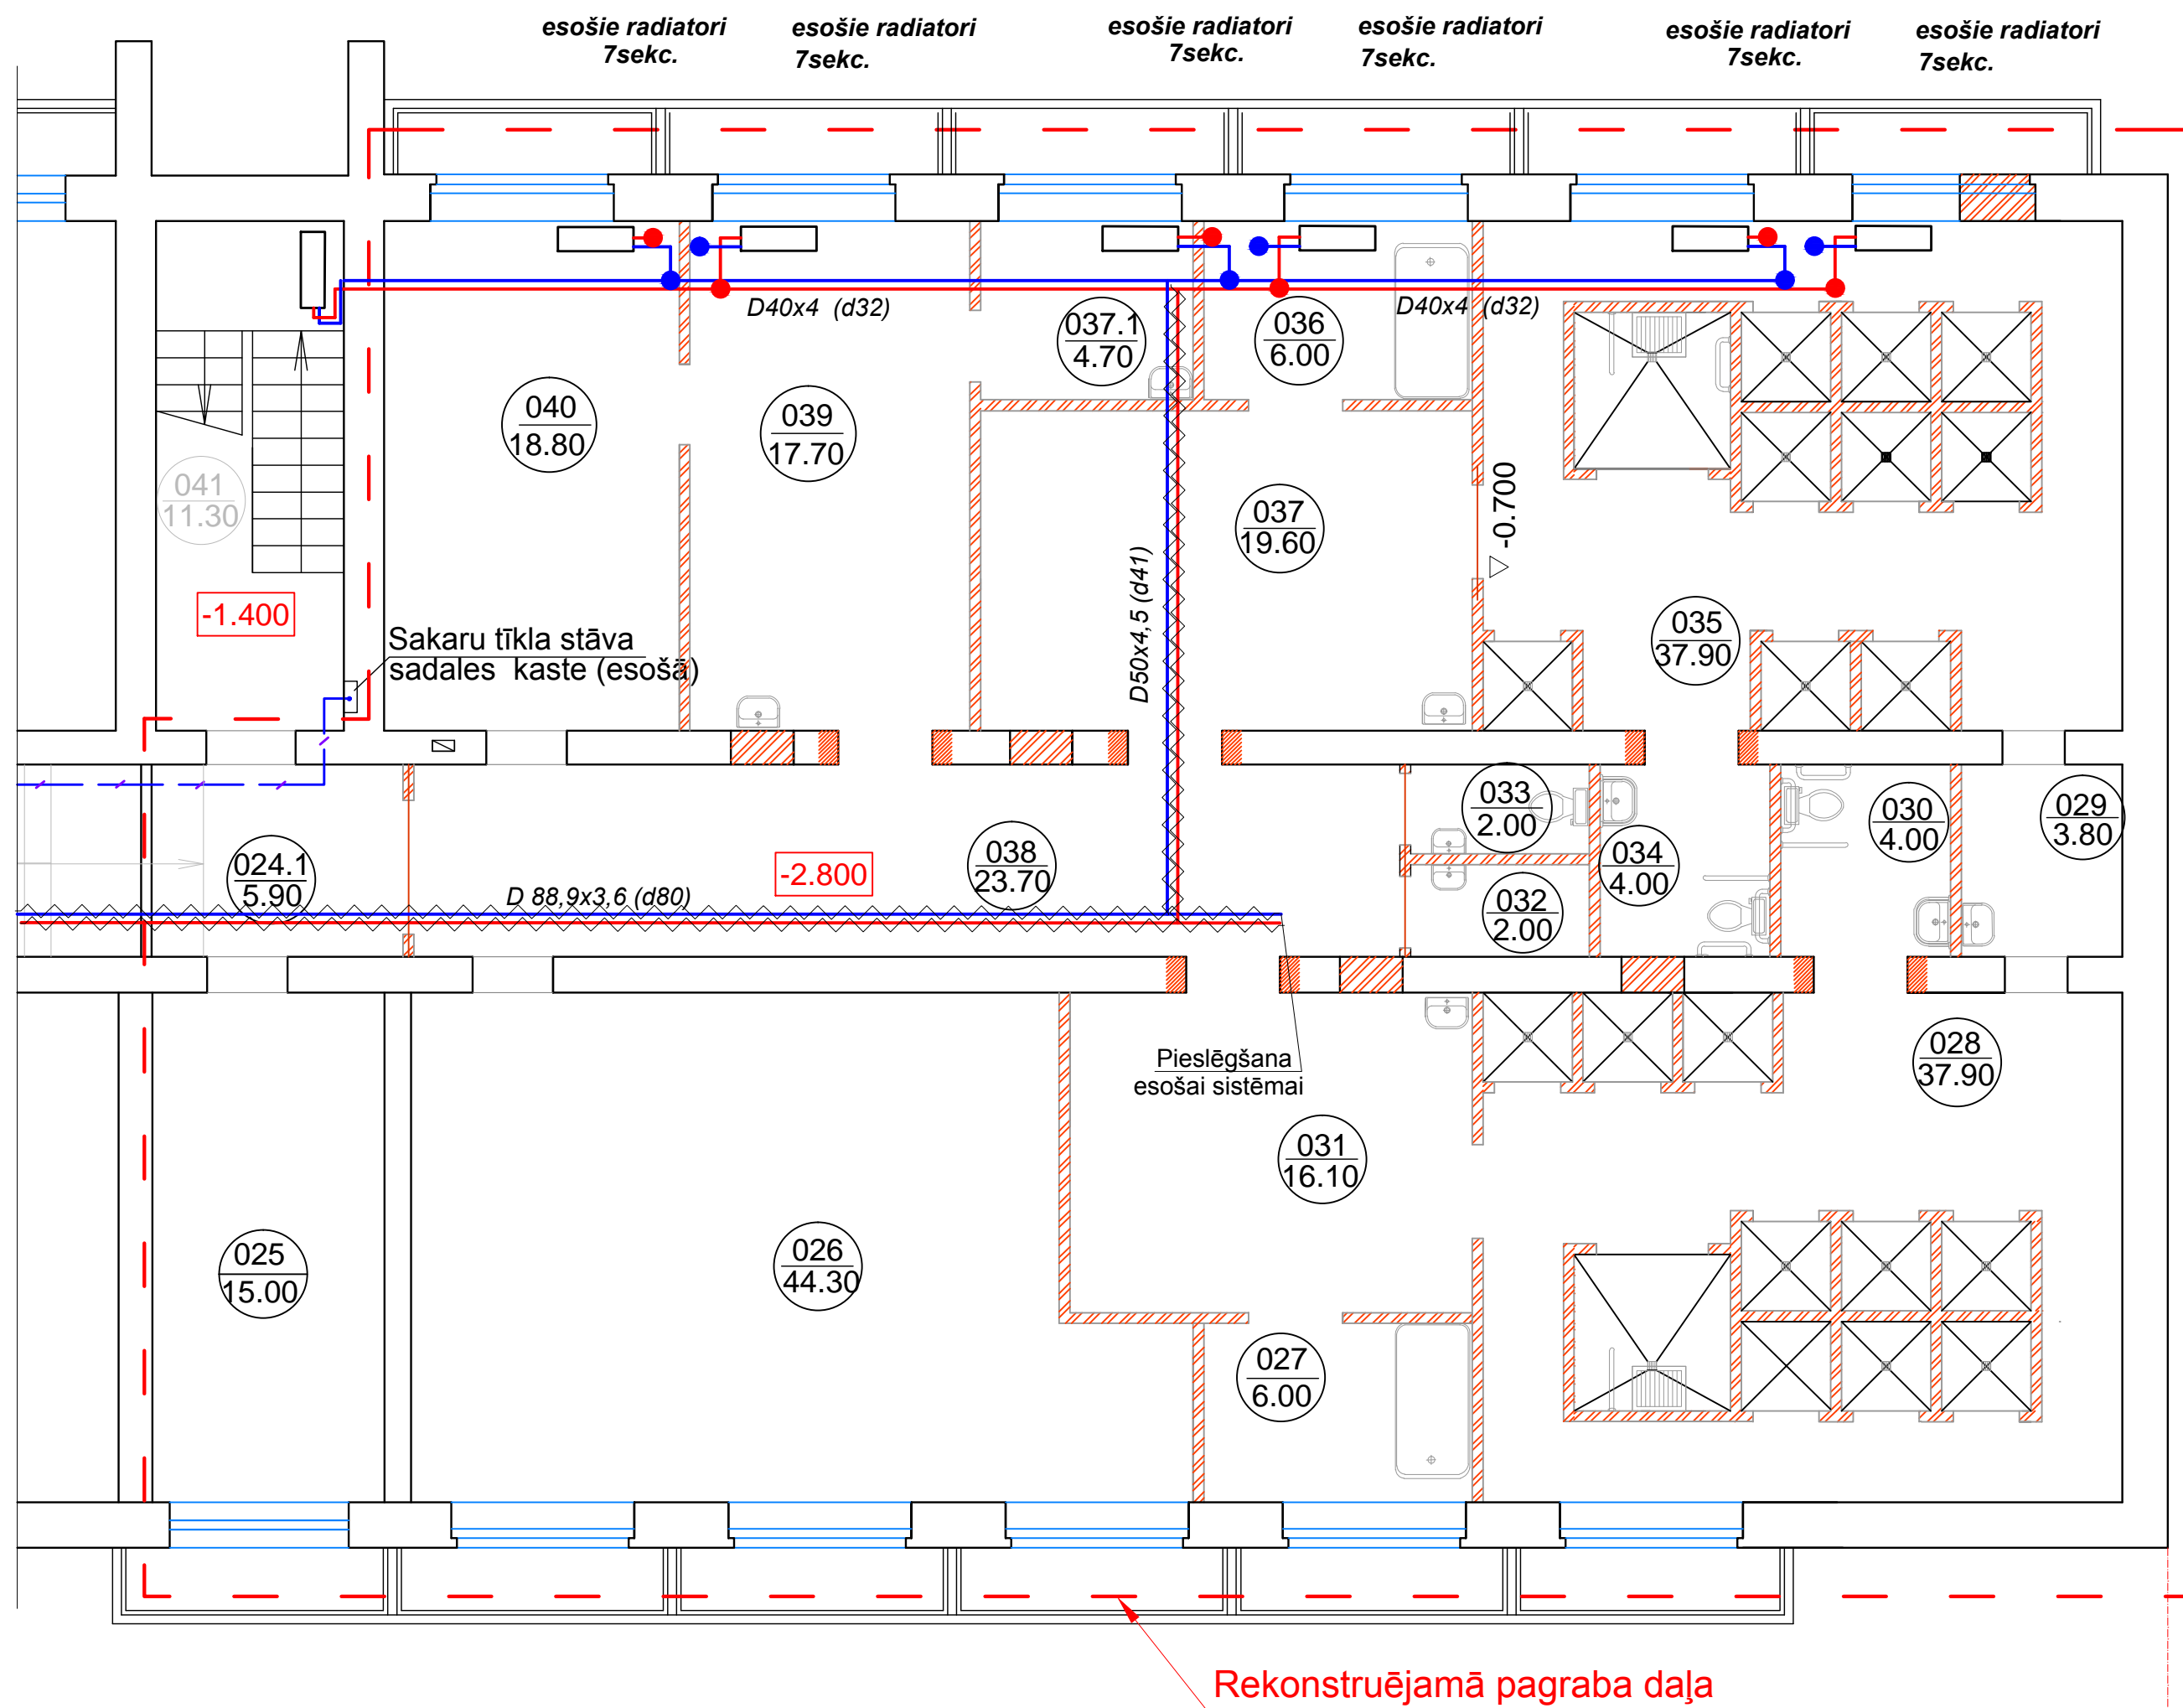 esošie radiatori
7sekc.
esošie radiatori
7sekc.
esošie radiatori
7sekc.
esošie radiatori
7sekc.
esošie radiatori
7sekc.
esošie radiatori
7sekc.
D40x4 (d32)
D40x4 (d32)
037.1
4.70
036
6.00
040
18.80
039
17.70
041
11.30
037
19.60
-0.700
D50x4,5 (d41)
-1.400
Sakaru tīkla stāva
sadales kaste (esošā)
035
37.90
033
2.00
030
4.00
029
3.80
024.1
5.90
-2.800
038
23.70
034
4.00
D 88,9x3,6 (d80)
032
2.00
Pieslēgšana
esošai sistēmai
028
37.90
031
16.10
025
15.00
026
44.30
027
6.00
Rekonstruējamā pagraba daļa